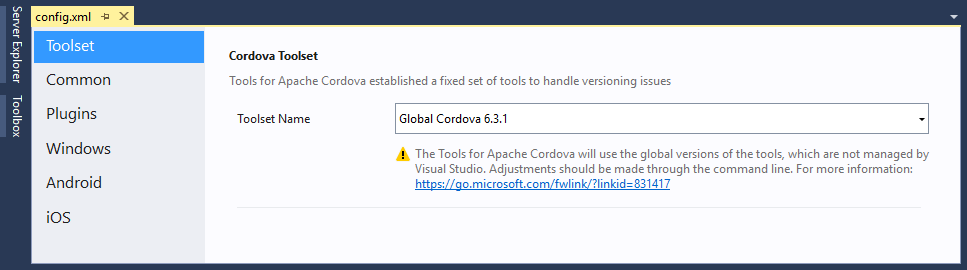 config.xml
Server Explorer
Toolbox
Toolset
Common
Plugins
Windows
Android
iOS
Cordova Toolset
Tools for Apache Cordova established a fixed set of tools to handle versioning issues
Toolset Name
Global Cordova 6.3.1
The Tools for Apache Cordova will use the global versions of the tools, which are not managed by
Visual Studio. Adjustments should be made through the command line. For more information:
https://go.microsoft.com/fwlink/?linkid=831417